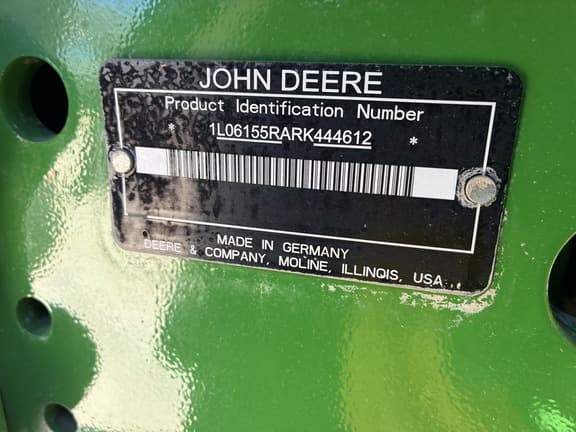 JOHN DEERE
Product Identification Number
* 1L06155RARK444612 *
MADE IN GERMANY
DEERE & COMPANY, MOLINE, ILLINOIS, USA